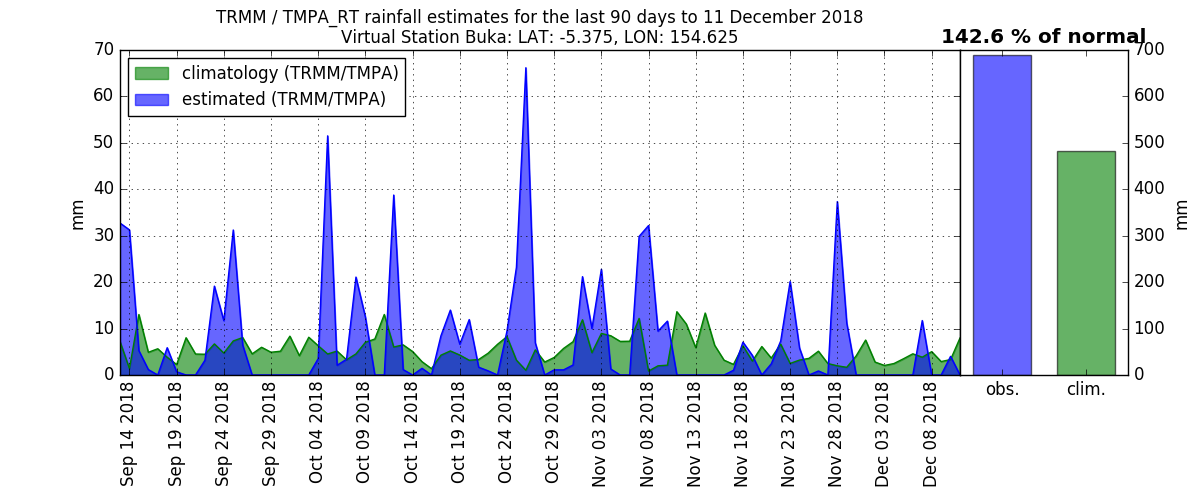 TRMM / TMPA_RT rainfall estimates for the last 90 days to 11 December 2018
Virtual Station Buka: LAT: -5.375, LON: 154.625
142.6 % of normal
climatology (TRMM/TMPA)
estimated (TRMM/TMPA)
mm
70
60
50
40
30
20
10
0
Sep 14 2018
Sep 19 2018
Sep 24 2018
Sep 29 2018
Oct 04 2018
Oct 09 2018
Oct 14 2018
Oct 19 2018
Oct 24 2018
Oct 29 2018
Nov 03 2018
Nov 08 2018
Nov 13 2018
Nov 18 2018
Nov 23 2018
Nov 28 2018
Dec 03 2018
Dec 08 2018
obs.
clim.
700
600
500
400
300
200
100
0
mm